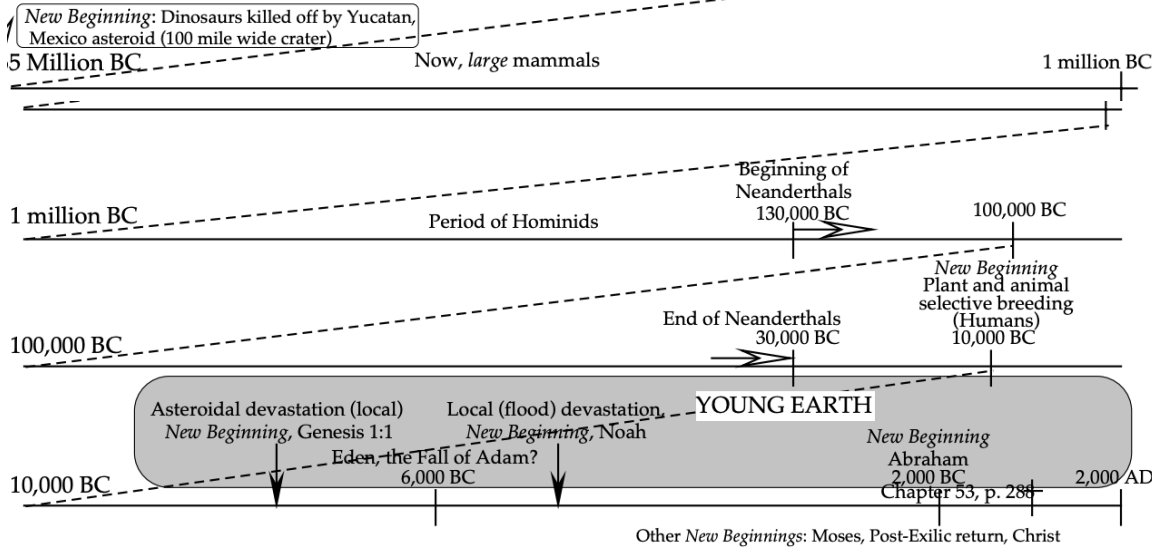 New Beginning: Dinosaurs killed off by Yucatan,
Mexico asteroid (100 mile wide crater)
5 Million BC
Now, large mammals
1 million BC
Beginning of
Neanderthals
130,000 BC
100,000 BC
1 million BC
Period of Hominids
New Beginning
Plant and animal
selective breeding
(Humans)
10,000 BC
End of Neanderthals
30,000 BC
100,000 BC
YOUNG EARTH
Asteroidal devastation (local)
New Beginning, Genesis 1:1
Local (flood) devastation,
New Beginning, Noah
Eden, the Fall of Adam?
6,000 BC
New Beginning
Abraham
2,000 BC
Chapter 53, p. 288
2,000 AD
10,000 BC
Other New Beginnings: Moses, Post-Exilic return, Christ